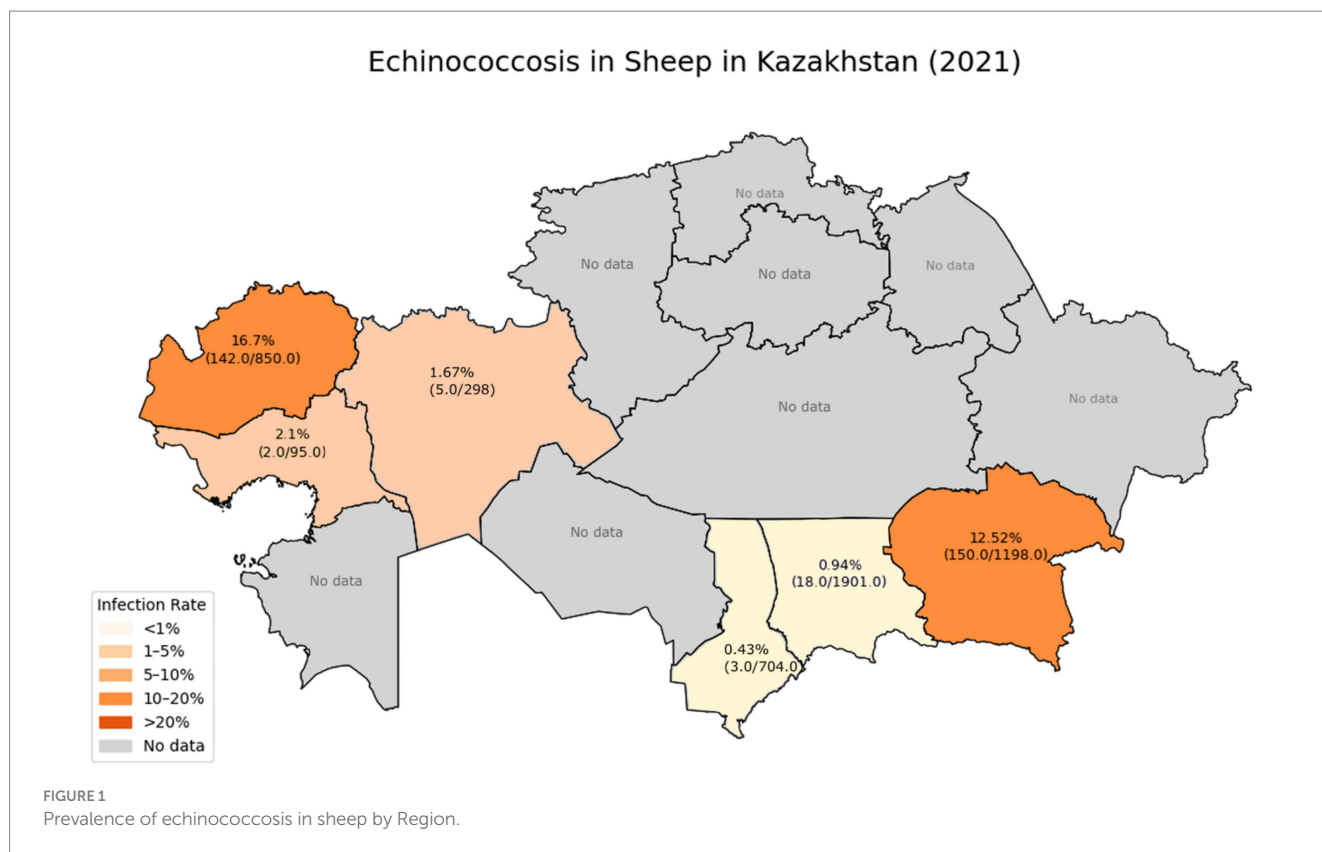 Echinococcosis in Sheep in Kazakhstan (2021)
No data
No data
No data
No data
16.7%
(142.0/850.0)
1.67%
(5.0/298)
No data
No data
2.1%
(2.0/95.0)
No data
12.52%
(150.0/1198.0)
No data
0.94%
(18.0/1901.0)
0.43%
(3.0/704.0)
Infection Rate
<1%
1–5%
5–10%
10–20%
>20%
No data
FIGURE 1
Prevalence of echinococcosis in sheep by Region.